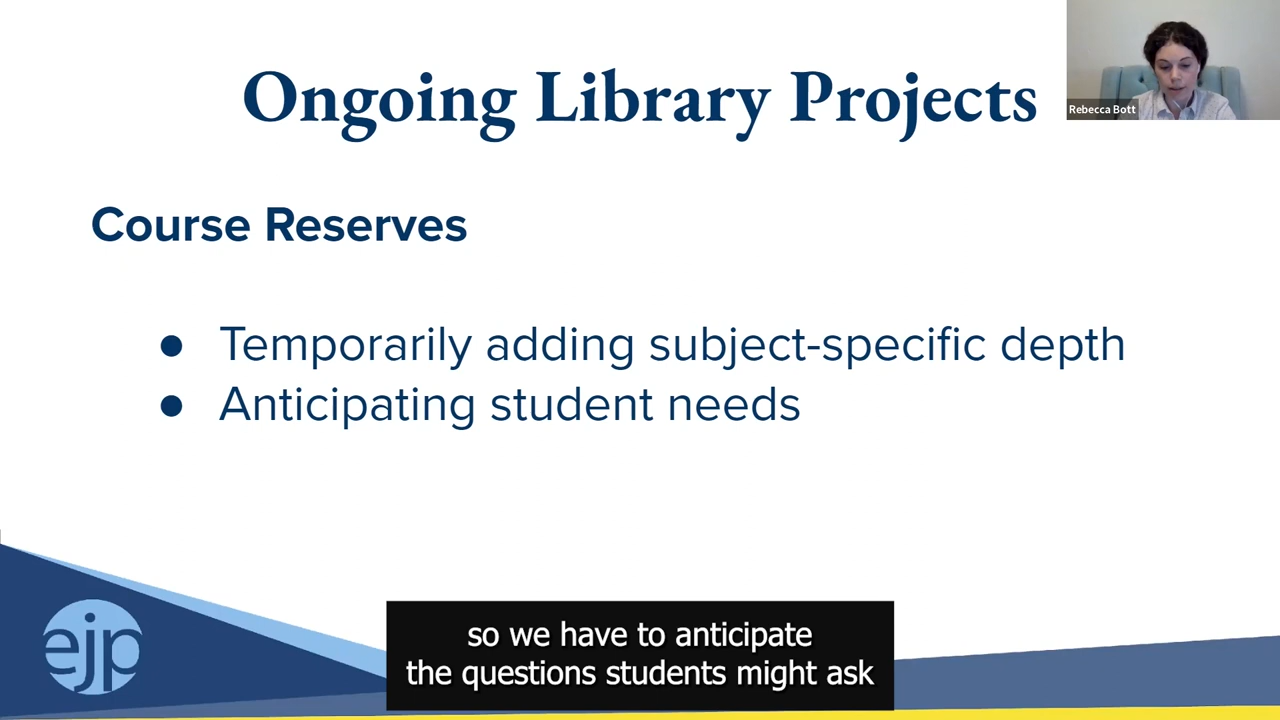 Ongoing Library Projects
Rebecca Bott
Course Reserves
● Temporarily adding subject-specific depth
● Anticipating student needs
ejp
so we have to anticipate
the questions students might ask